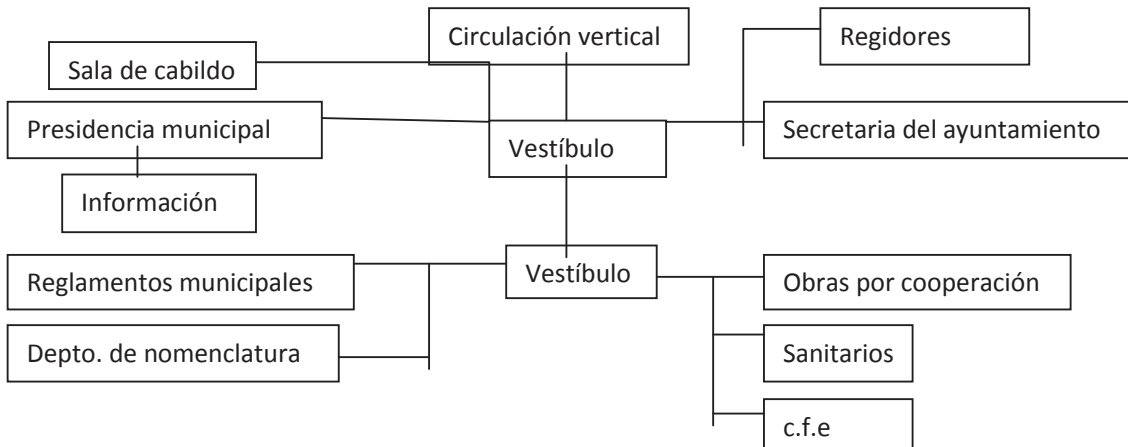 Circulación vertical
Regidores
Sala de cabildo
Presidencia municipal
Vestíbulo
Secretaria del ayuntamiento
Información
Vestíbulo
Reglamentos municipales
Obras por cooperación
Depto. de nomenclatura
Sanitarios
c.f.e